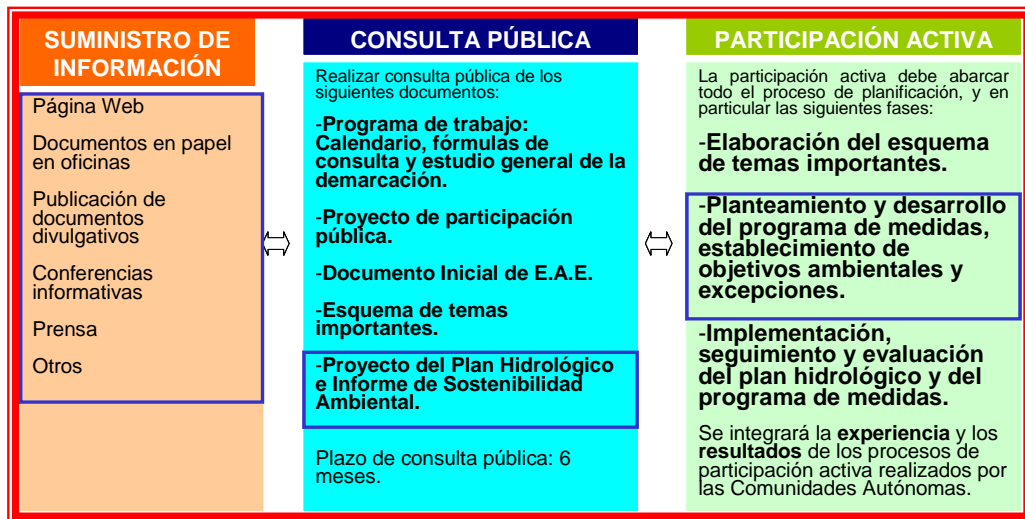 SUMINISTRO DE
INFORMACIÓN
Página Web
Documentos en papel
en oficinas
Publicación de
documentos
divulgativos
Conferencias
informativas
Prensa
Otros
CONSULTA PÚBLICA
Realizar consulta pública de los
siguientes documentos:
-Programa de trabajo:
Calendario, fórmulas de
consulta y estudio general de la
demarcación.
-Proyecto de participación
pública.
-Documento Inicial de E.A.E.
-Esquema de temas
importantes.
-Proyecto del Plan Hidrológico
e Informe de Sostenibilidad
Ambiental.
Plazo de consulta pública: 6
meses.
PARTICIPACIÓN ACTIVA
La participación activa debe abarcar
todo el proceso de planificación, y en
particular las siguientes fases:
-Elaboración del esquema
de temas importantes.
-Planteamiento y desarrollo
del programa de medidas,
establecimiento de
objetivos ambientales y
excepciones.
-Implementación,
seguimiento y evaluación
del plan hidrológico y del
programa de medidas.
Se integrará la experiencia y los
resultados de los procesos de
participación activa realizados por
las Comunidades Autónomas.